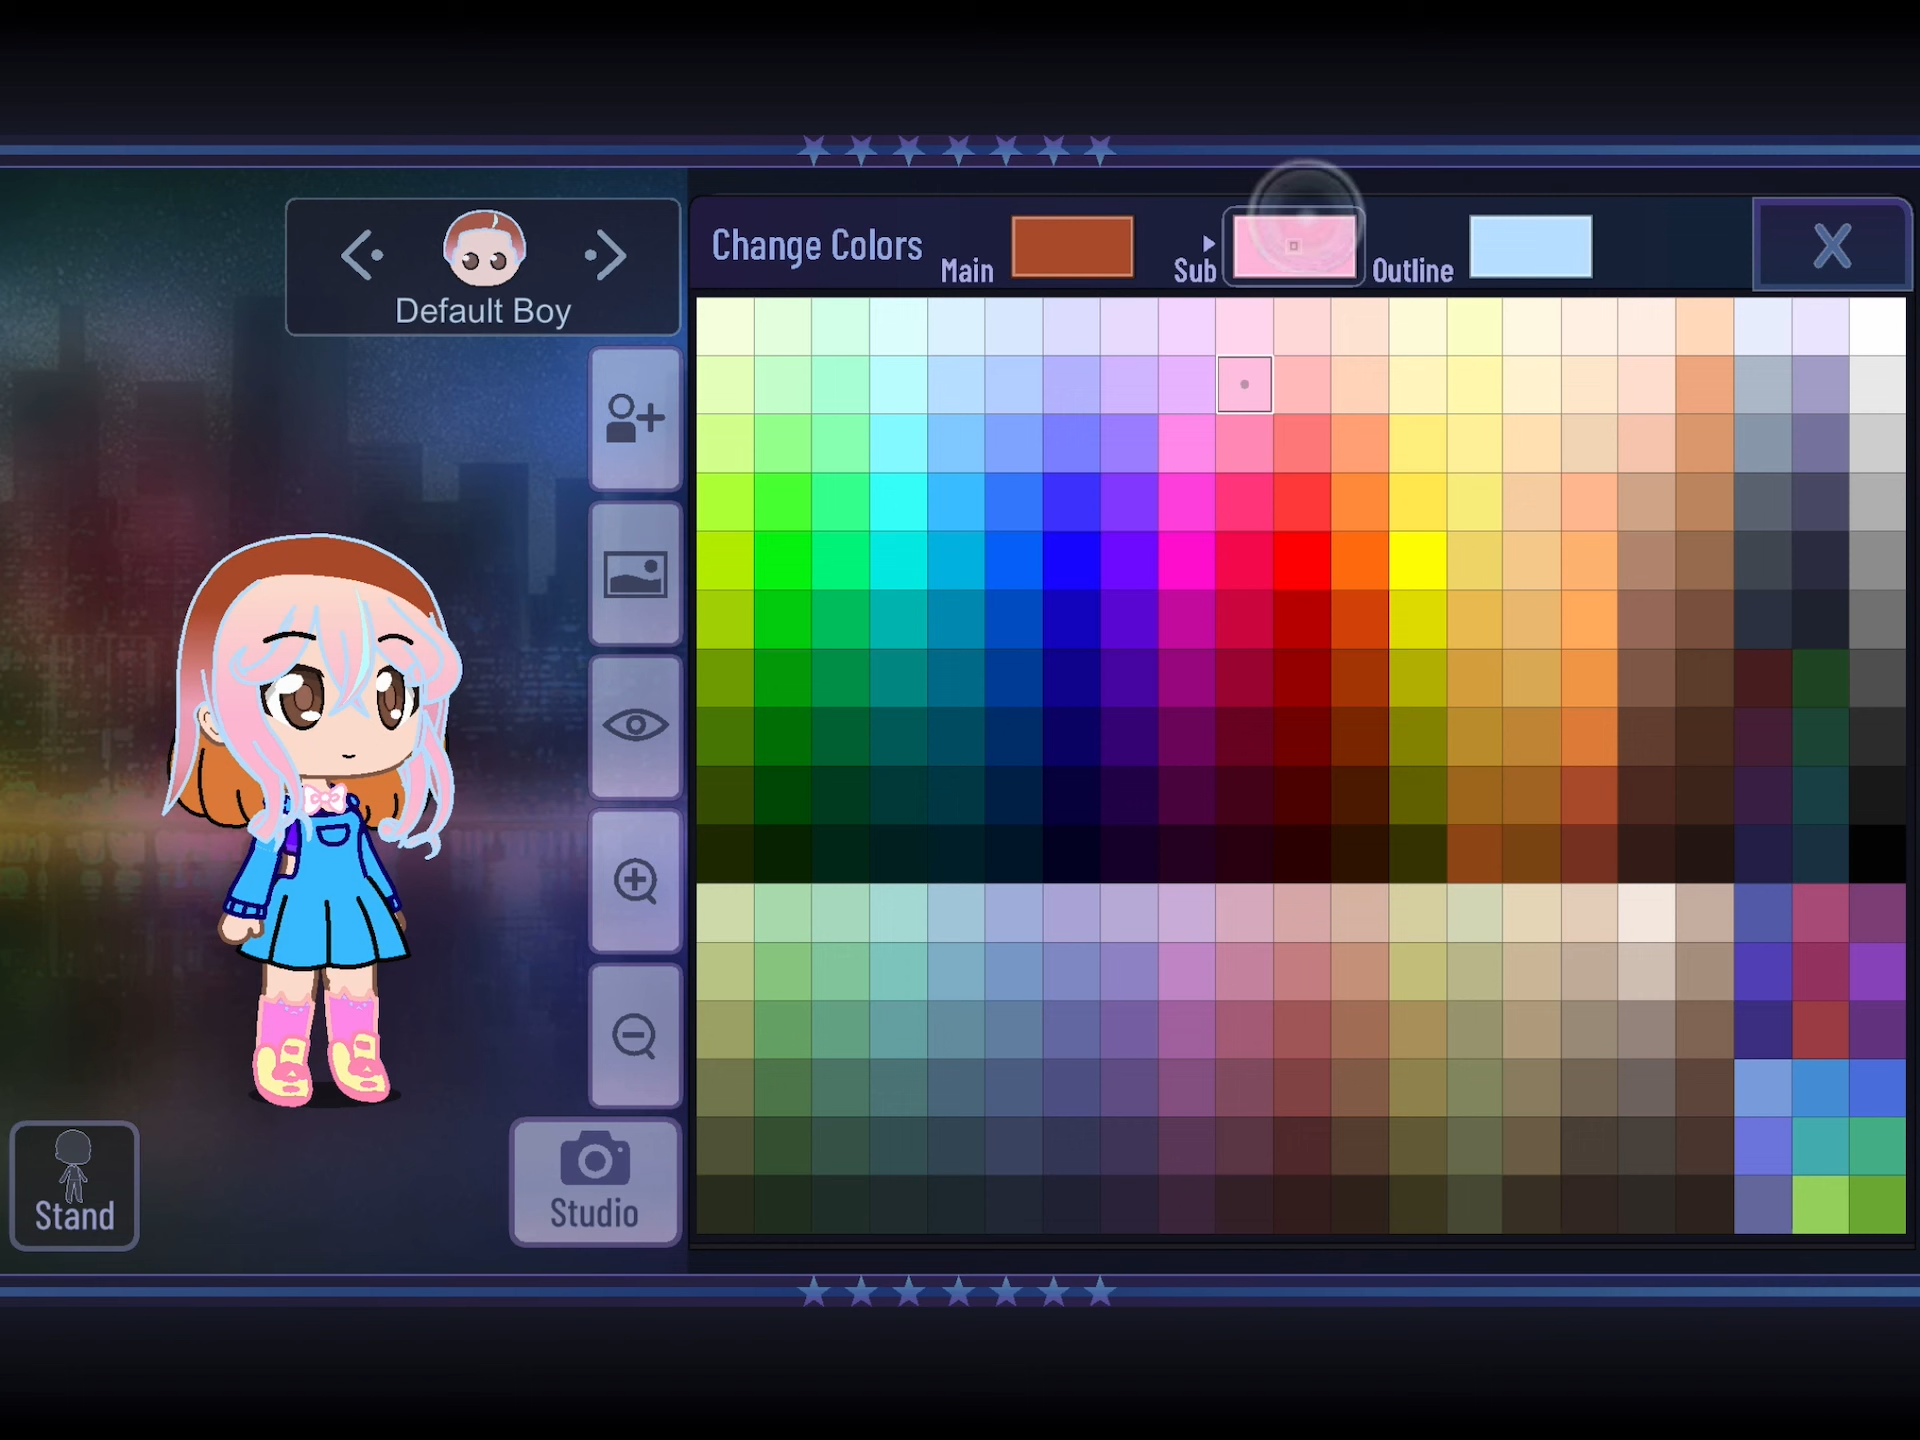 Default Boy
Change Colors
Main
Sub
Outline
X
Stand
Studio